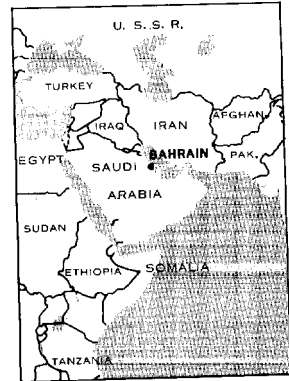 U. S. S. R.
TURKEY
IRAQ
IRAN
AFGHAN
EGYPT
SAUDI
BAHRAIN
PAK.
ARABIA
SUDAN
ETHIOPIA
SOMALIA
TANZANIA